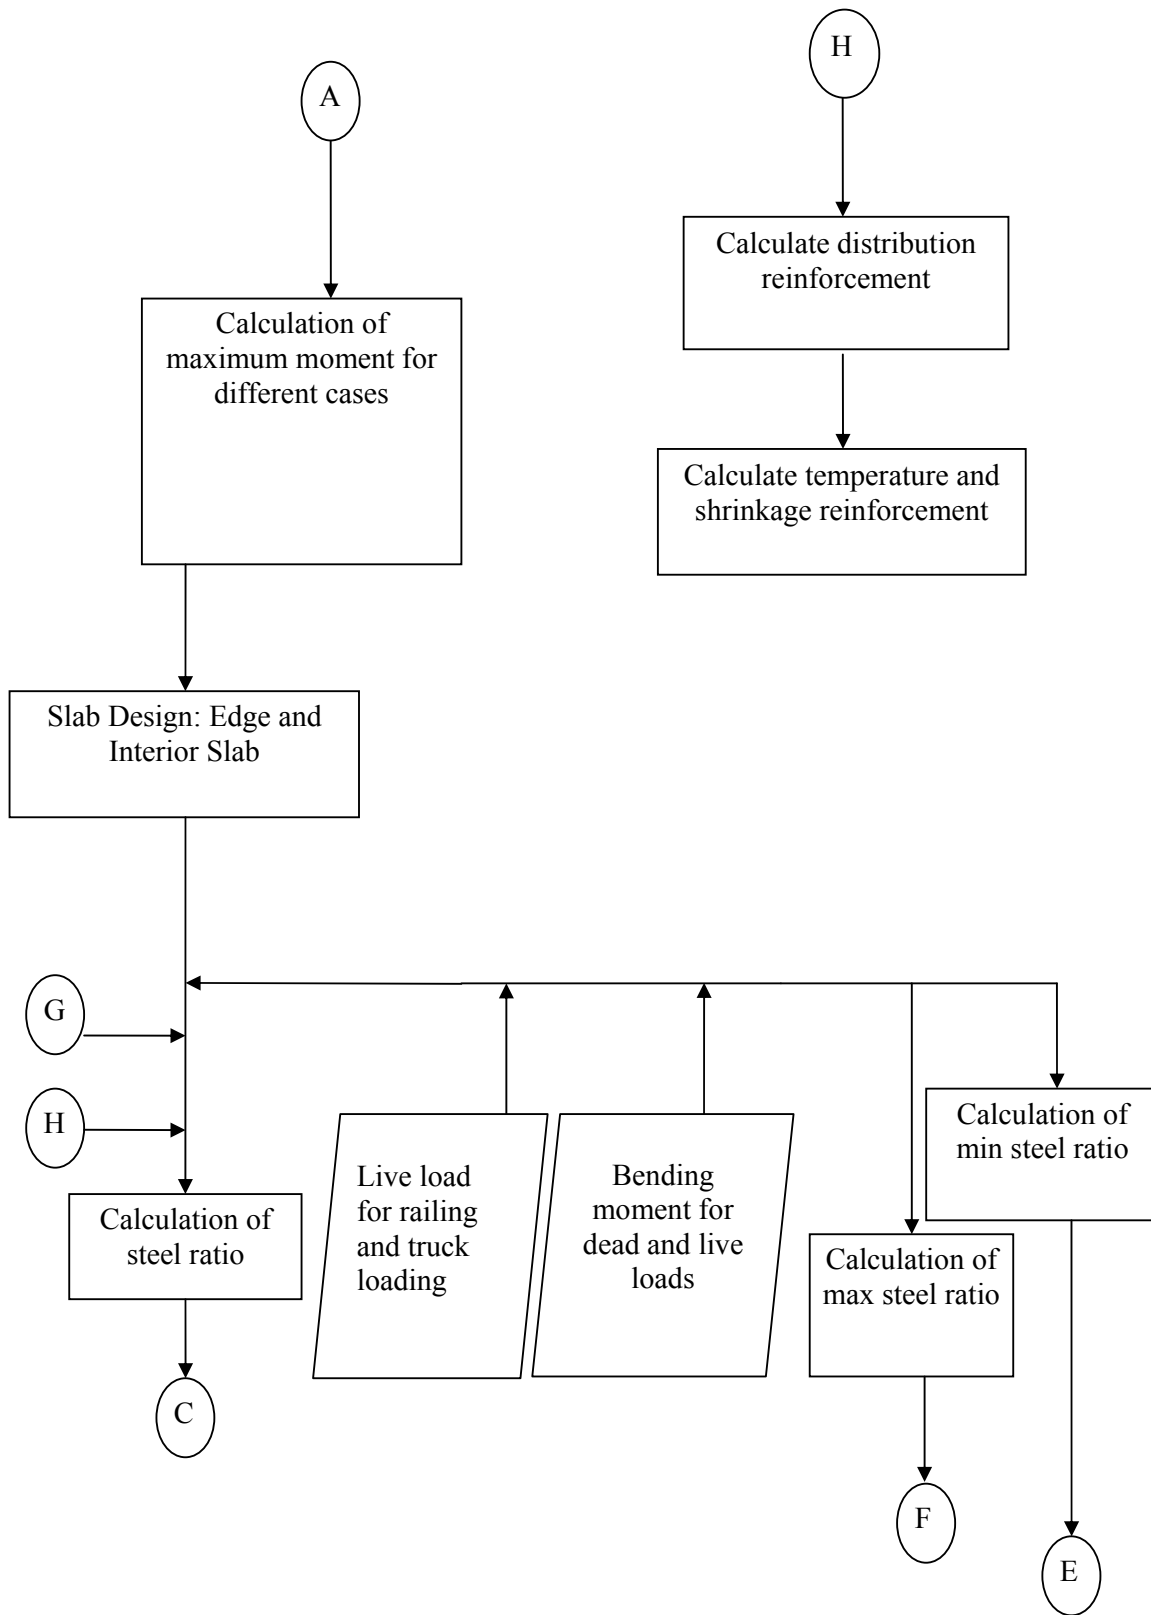 H
A
Calculate distribution
reinforcement
Calculation of
maximum moment for
different cases
Calculate temperature and
shrinkage reinforcement
Slab Design: Edge and
Interior Slab
G
H
Calculation of
steel ratio
Live load
for railing
and truck
loading
Bending
moment for
dead and live
loads
Calculation of
min steel ratio
Calculation of
max steel ratio
C
F
E